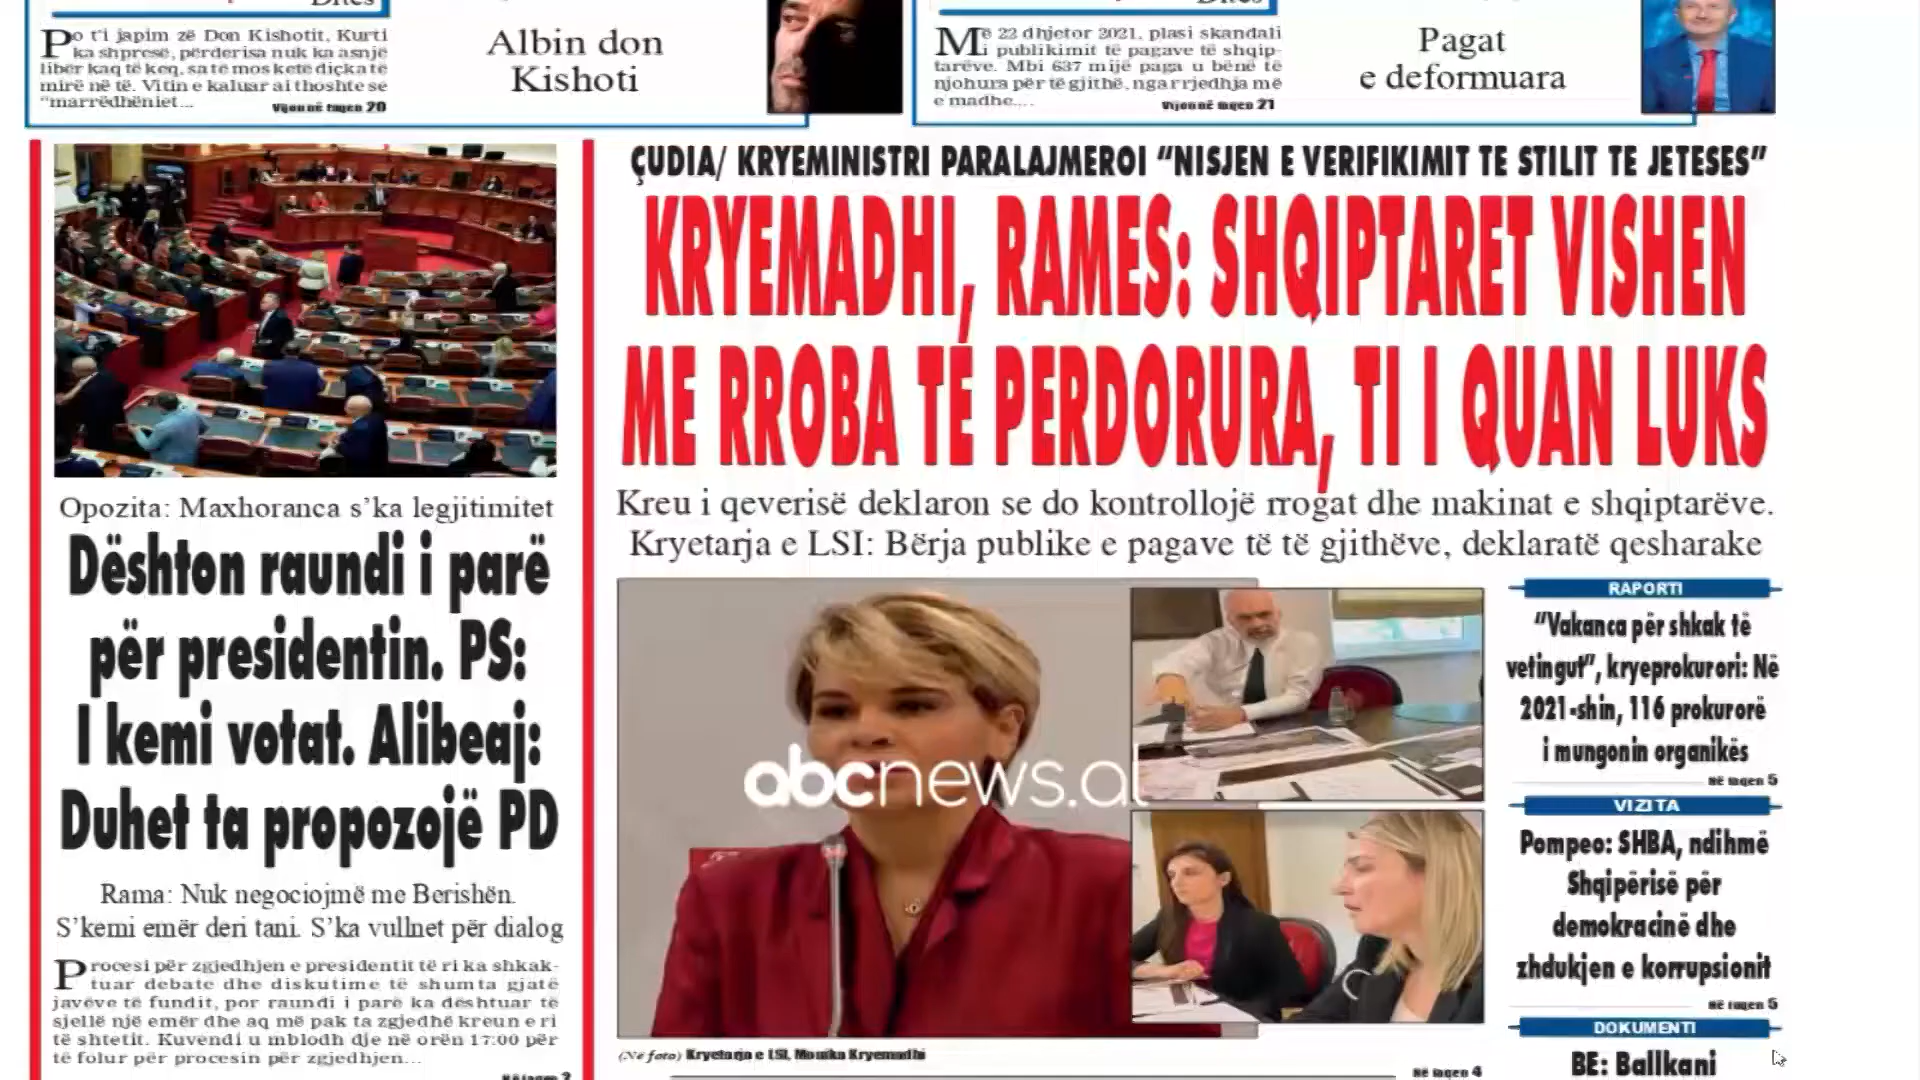 Po t'i japim zë Don Kishotit, Kurti
ka shpresë, përderisa nuk ka asnjë
libër kaq të keq, sa të mos ketë diçka të
mirë në të. Vitin e kaluar ai thoshte se
"marrëdhëniet...
Vijon në faqen 20
Albin don
Kishoti
Më 22 dhjetor 2021, plasi skandali
i publikimit të pagave të shqip-
tarëve. Mbi 637 mijë paga u bënë të
njohura për të gjithë, nga rrjedhja më
e madhe....
Vijon në faqen 21
Pagat
e deformuara
Opozita: Maxhoranca s'ka legjitimitet
Dështon raundi i parë
për presidentin. PS:
I kemi votat. Alibeaj:
Duhet ta propozojë PD
Rama: Nuk negociojmë me Berishën.
S'kemi emër deri tani. S'ka vullnet për dialog
Procesi për zgjedhjen e presidentit të ri ka shkak-
tuar debate dhe diskutime të shumta gjatë
javëve të fundit, por raundi i parë ka dështuar të
sjellë një emër dhe aq më pak ta zgjedhë kreun e ri
të shtetit. Kuvendi u mblodh dje në orën 17:00 për
të folur për procesin për zgjedhjen...
Në faqen 2
ÇUDIA/ KRYEMINISTRI PARALAJMEROI “NISJEN E VERIFIKIMIT TE STILIT TE JETESES”
KRYEMADHI, RAMES: SHQIPTARET VISHEN
ME RROBA TË PERDORURA, TI I QUAN LUKS
Kreu i qeverisë deklaron se do kontrollojë rrogat dhe makinat e shqiptarëve.
Kryetarja e LSI: Bërja publike e pagave të të gjithëve, deklaratë qesharake
abcnews.al
(Në foto) Kryetarja e LSI, Monika Kryemadhi
Në faqen 4
RAPORTI
“Vakanca për shkak të
vetingut”, kryeprokurori: Në
2021-shin, 116 prokurorë
i mungonin organikës
Në faqen 5
VIZITA
Pompeo: SHBA, ndihmë
Shqipërisë për
demokracinë dhe
zhdukjen e korrupsionit
Në faqen 5
DOKUMENTI
BE: Ballkani